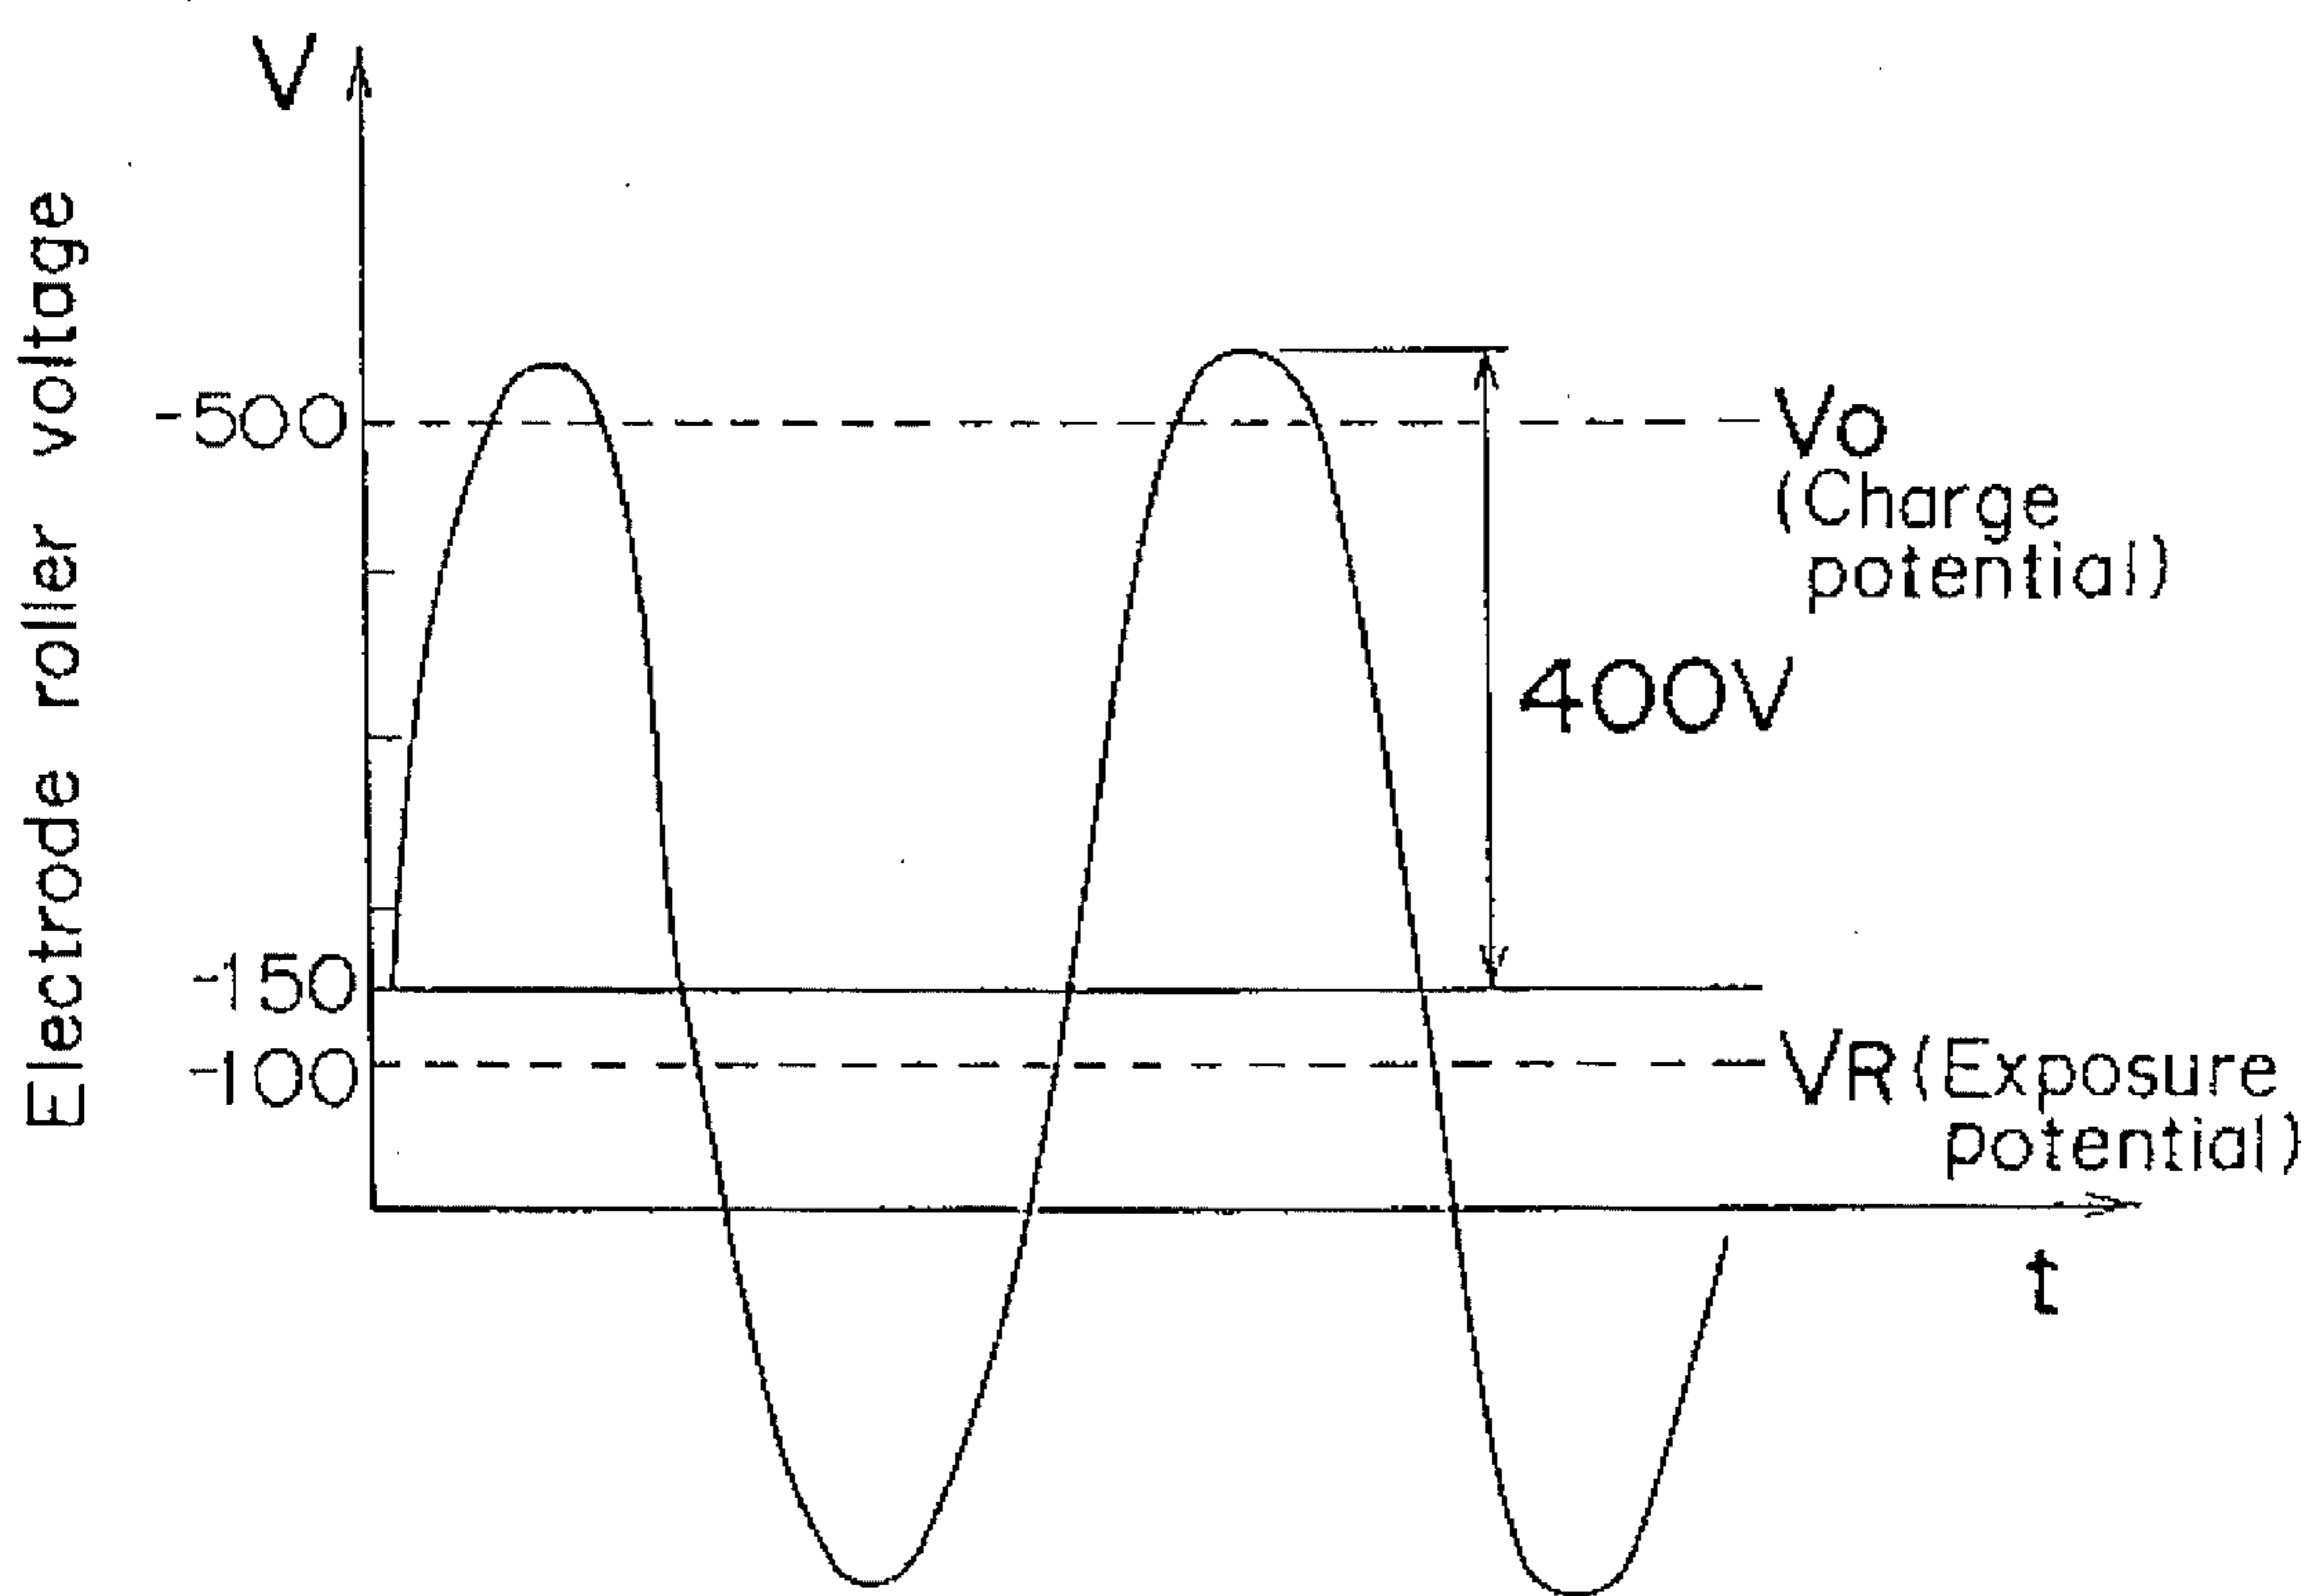 V
Electrode roller voltage
-500
Vo
(Charge
potential)
400V
-150
-100
VR (Exposure
potential)
t